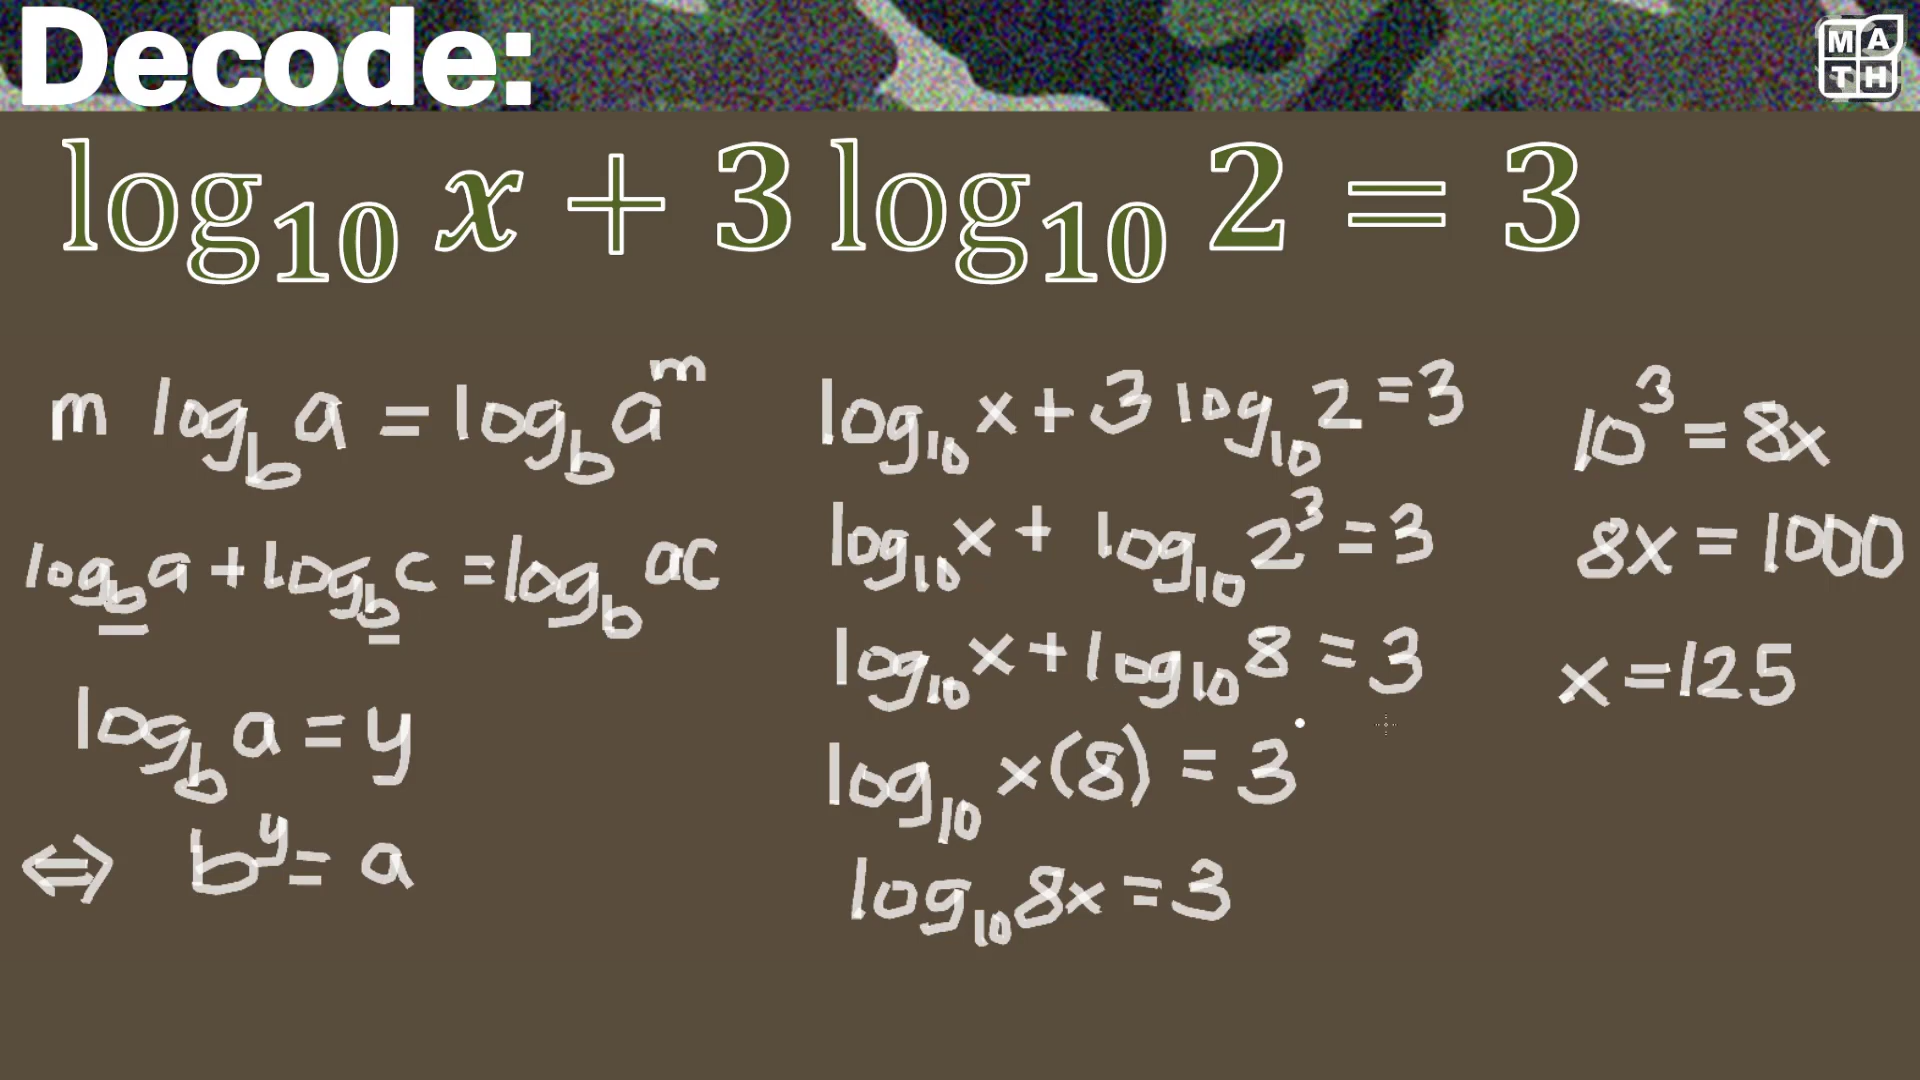 Decode:
MATH
log₁₀ x + 3 log₁₀ 2 = 3
m log_b a = log_b a^m
log_b a + log_b c = log_b ac
log_b a = y
⇔ b^y = a
log₁₀ x + 3 log₁₀ 2 = 3
log₁₀ x + log₁₀ 2³ = 3
log₁₀ x + log₁₀ 8 = 3
log₁₀ x(8) = 3
log₁₀ 8x = 3
10³ = 8x
8x = 1000
x = 125